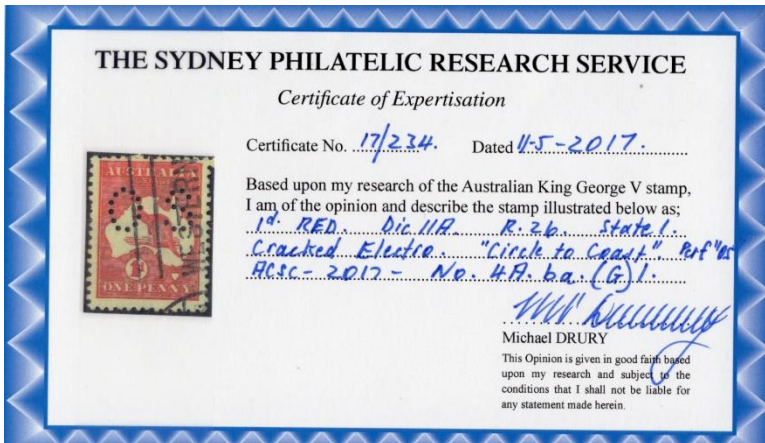 THE SYDNEY PHILATELIC RESEARCH SERVICE
Certificate of Expertisation
Certificate No. 17/234. Dated 11-5-2017.
Based upon my research of the Australian King George V stamp,
I am of the opinion and describe the stamp illustrated below as;
1d. RED. Die IIA R.2b. State 1.
Cracked Electro. "Circle to Coast". Perf "OS
ACSC-2017- No. 4A.ba.(G)1.
Michael DRURY
This Opinion is given in good faith based
upon my research and subject to the
conditions that I shall not be liable for
any statement made herein.
AUSTRALIA
ONE PENNY